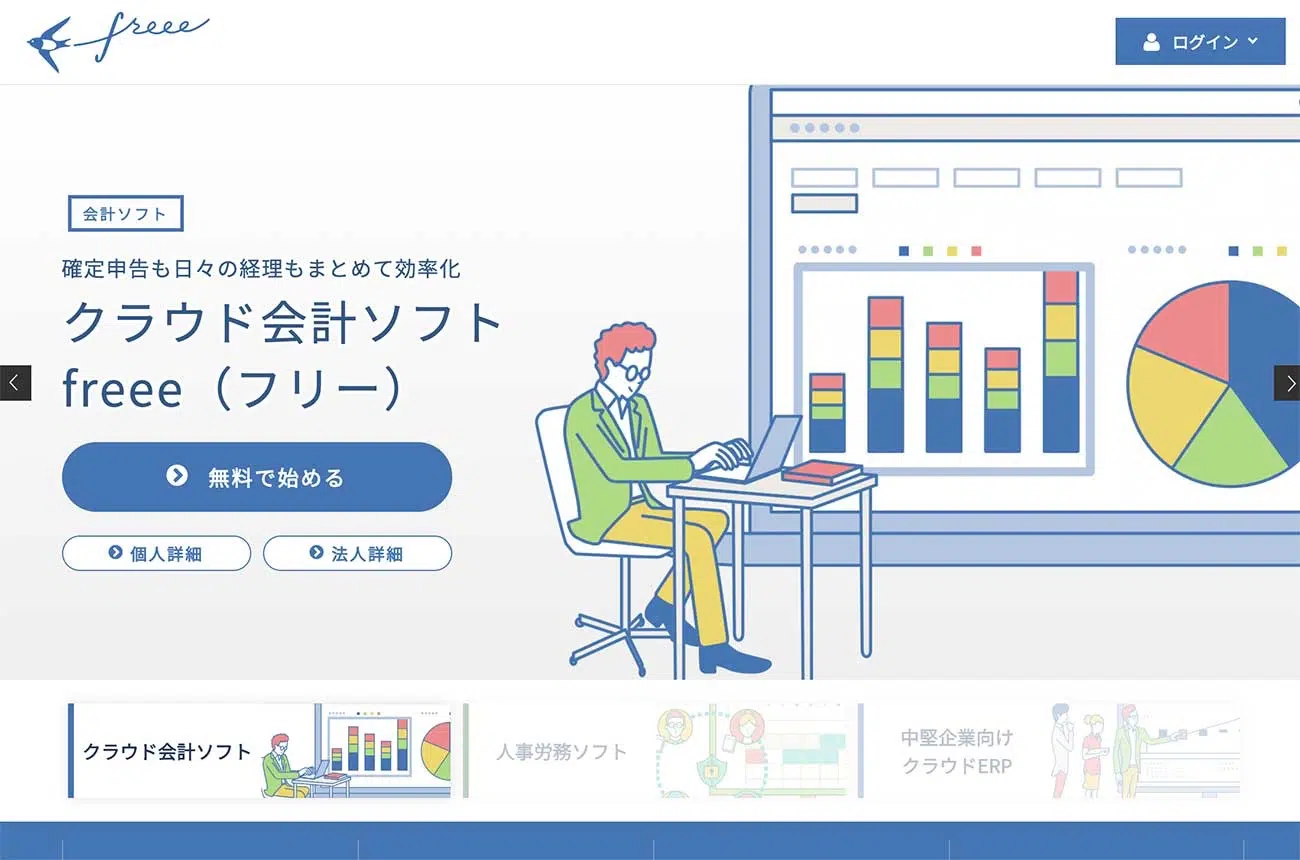 freee
ログイン
会計ソフト
確定申告も日々の経理もまとめて効率化
クラウド会計ソフト
freee（フリー）
無料で始める
個人詳細
法人詳細
クラウド会計ソフト
人事労務ソフト
中堅企業向け
クラウドERP